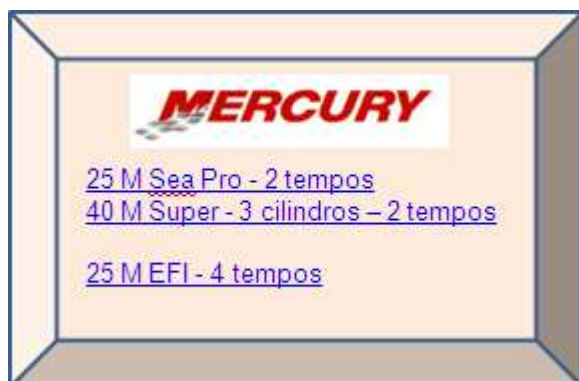 MERCURY
25 M Sea Pro - 2 tempos
40 M Super - 3 cilindros – 2 tempos
25 M EFI - 4 tempos